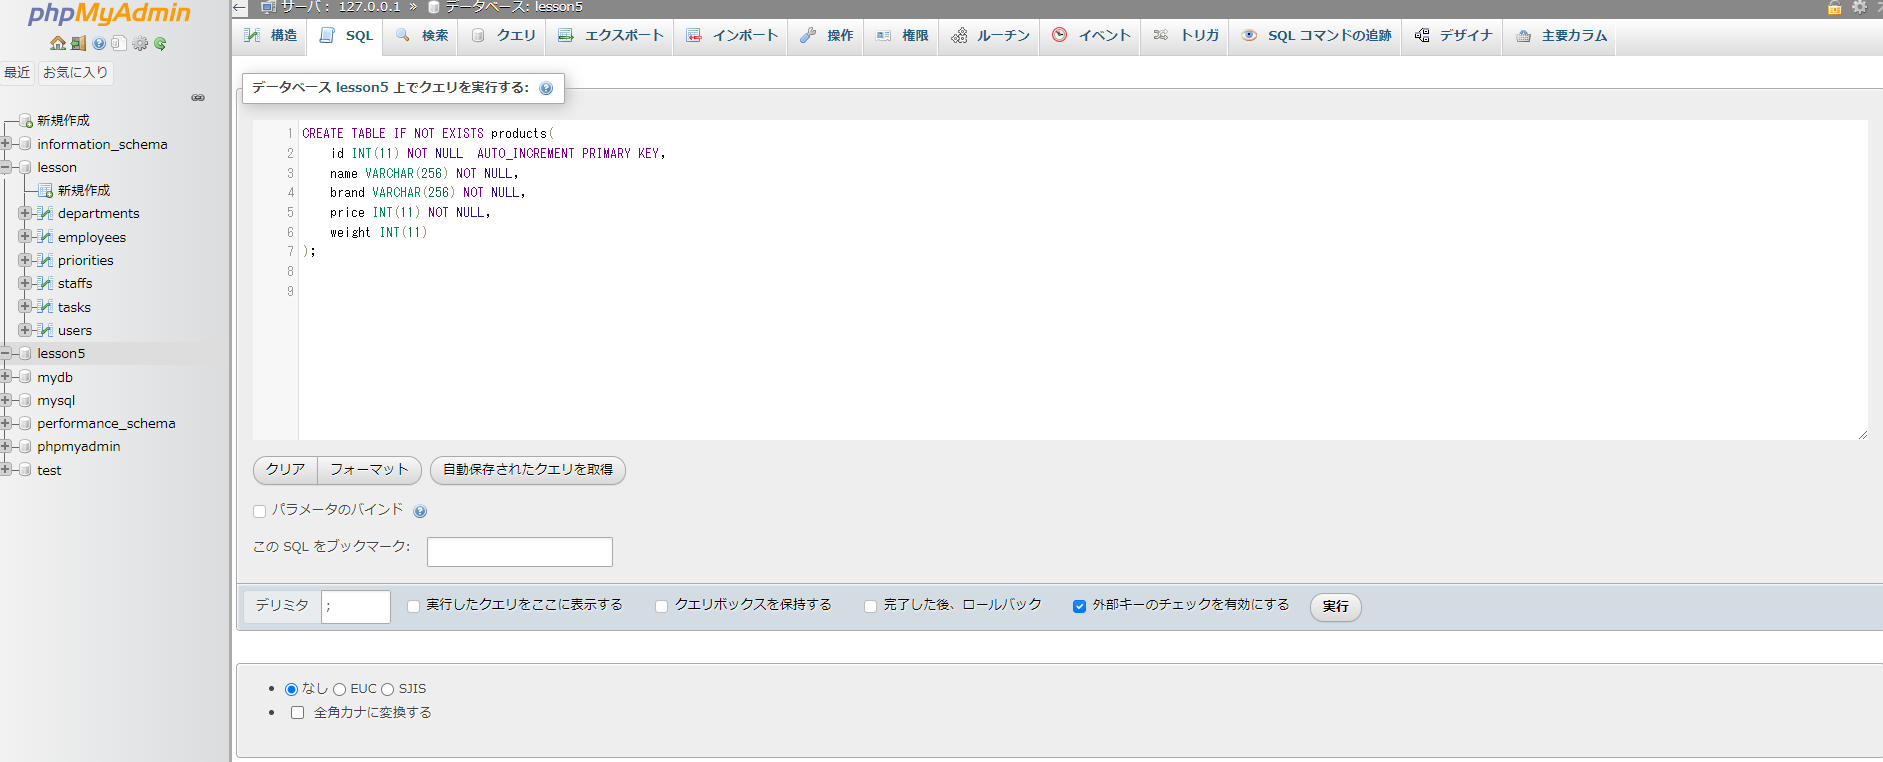 phpMyAdmin
最近 お気に入り
新規作成
information_schema
lesson
新規作成
departments
employees
priorities
staffs
tasks
users
lesson5
mydb
mysql
performance_schema
phpmyadmin
test
サーバ: 127.0.0.1 » データベース: lesson5
構造 SQL 検索 クエリ エクスポート インポート 操作 権限 ルーチン イベント トリガ SQL コマンドの追跡 デザイナ 主要カラム
データベース lesson5 上でクエリを実行する:
1 CREATE TABLE IF NOT EXISTS products(
2 id INT(11) NOT NULL  AUTO_INCREMENT PRIMARY KEY,
3 name VARCHAR(256) NOT NULL,
4 brand VARCHAR(256) NOT NULL,
5 price INT(11) NOT NULL,
6 weight INT(11)
7 );
8
9
クリア フォーマット 自動保存されたクエリを取得
パラメータのバインド
この SQL をブックマーク:
デリミタ ; 実行したクエリをここに表示する クエリボックスを保持する 完了した後、ロールバック 外部キーのチェックを有効にする 実行
なし EUC SJIS
全角カナに変換する